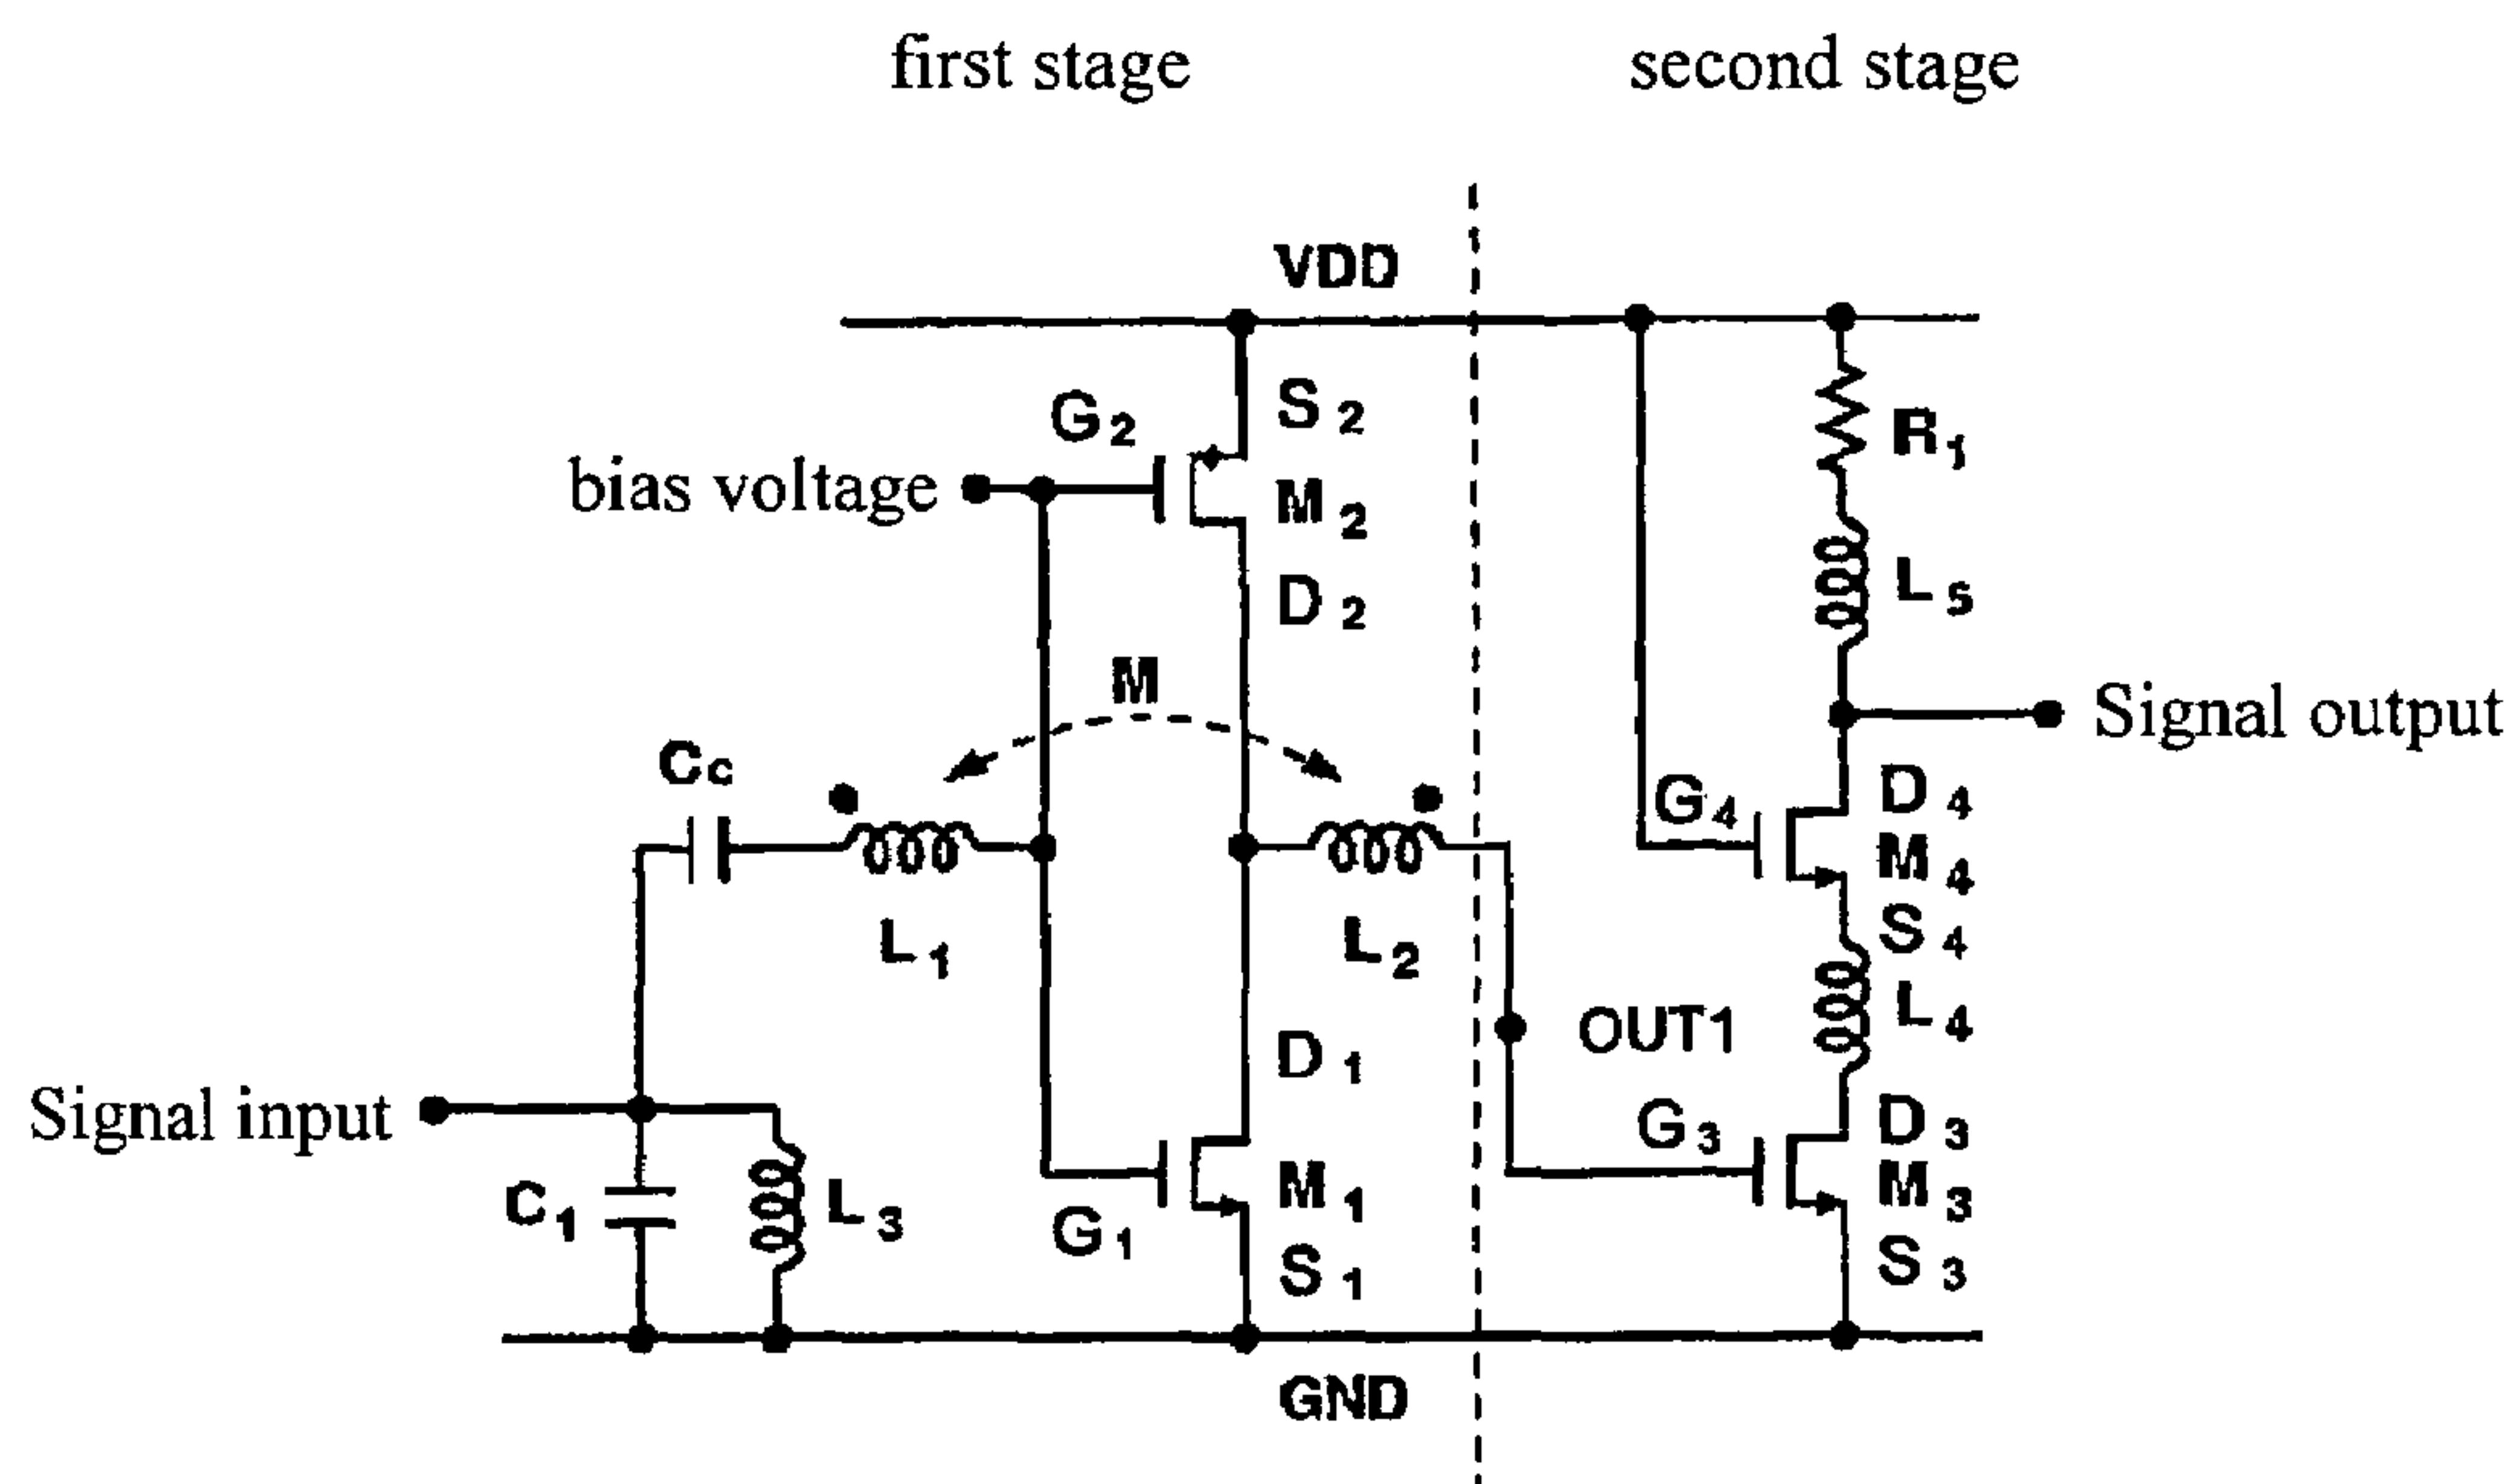 first stage
second stage
VDD
G2
S2
R1
bias voltage
M2
L5
D2
M
Signal output
Cc
G4
D4
M4
S4
L1
L2
L4
D1
OUT1
Signal input
G3
D3
C1
L3
M1
M3
G1
S1
S3
GND